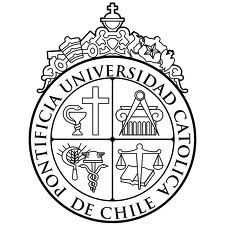 PONTIFICIA UNIVERSIDAD CATOLICA
DE CHILE